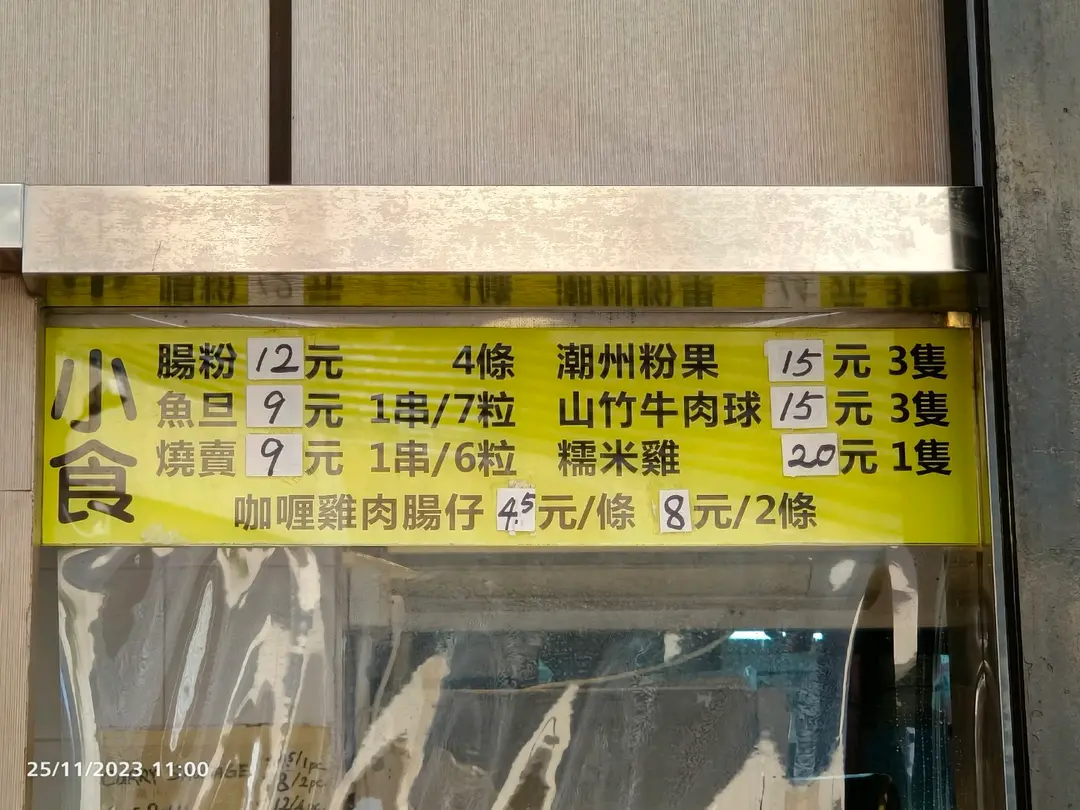 小食
腸粉 12元 4條 潮州粉果 15元 3隻
魚旦 9元 1串/7粒 山竹牛肉球 15元 3隻
燒賣 9元 1串/6粒 糯米雞 20元 1隻
咖喱雞肉腸仔 4.5元/條 8元/2條
25/11/2023 11:00
8/2pc